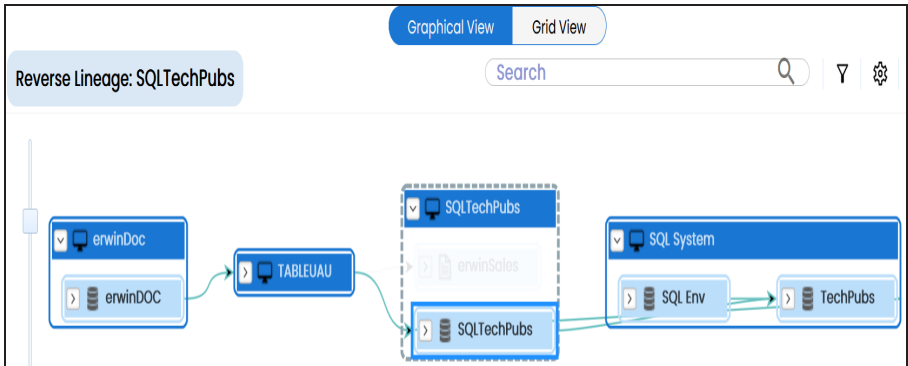 Graphical View
Grid View
Reverse Lineage: SQLTechPubs
Search
erwinDoc
erwinDOC
TABLEUAU
SQLTechPubs
erwinSales
SQLTechPubs
SQL System
SQL Env
TechPubs